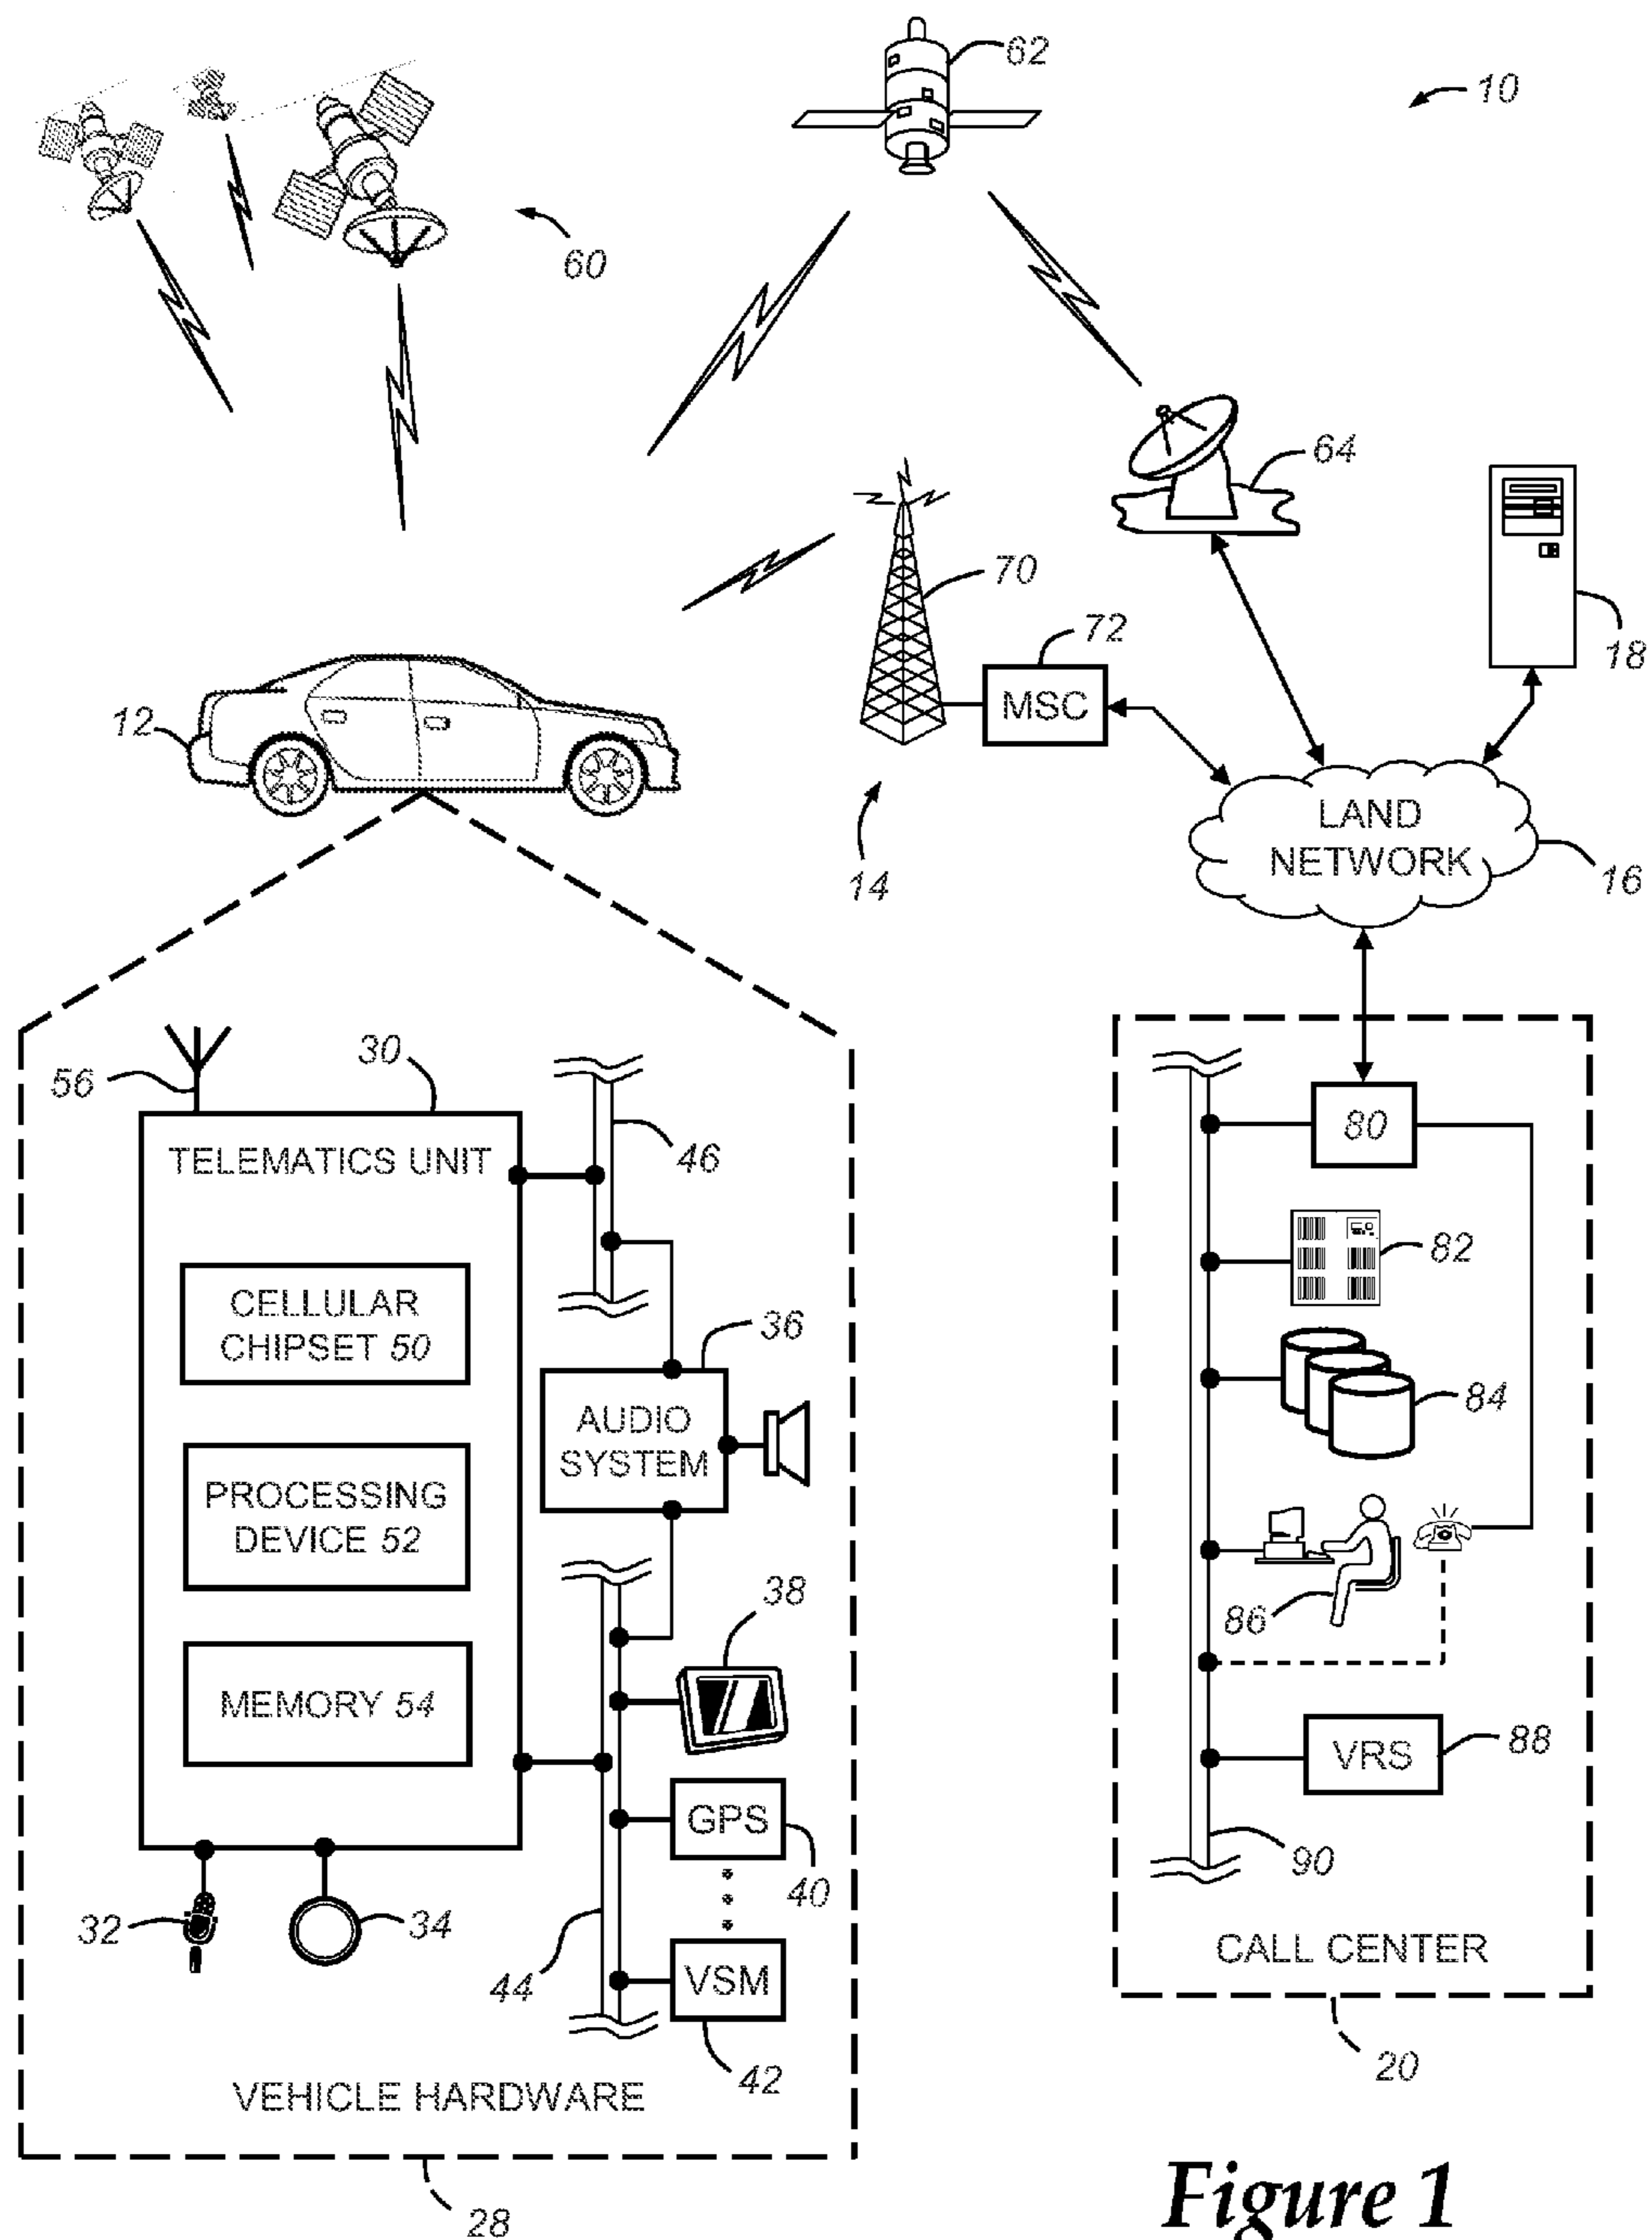 62
10
60
64
70
18
72
MSC
12
LAND
NETWORK
14
16
56
30
TELEMATICS UNIT
46
CELLULAR
CHIPSET 50
36
AUDIO
SYSTEM
PROCESSING
DEVICE 52
38
MEMORY 54
GPS
40
32
34
44
VSM
42
VEHICLE HARDWARE
28
80
82
84
86
VRS
88
90
CALL CENTER
20
Figure 1